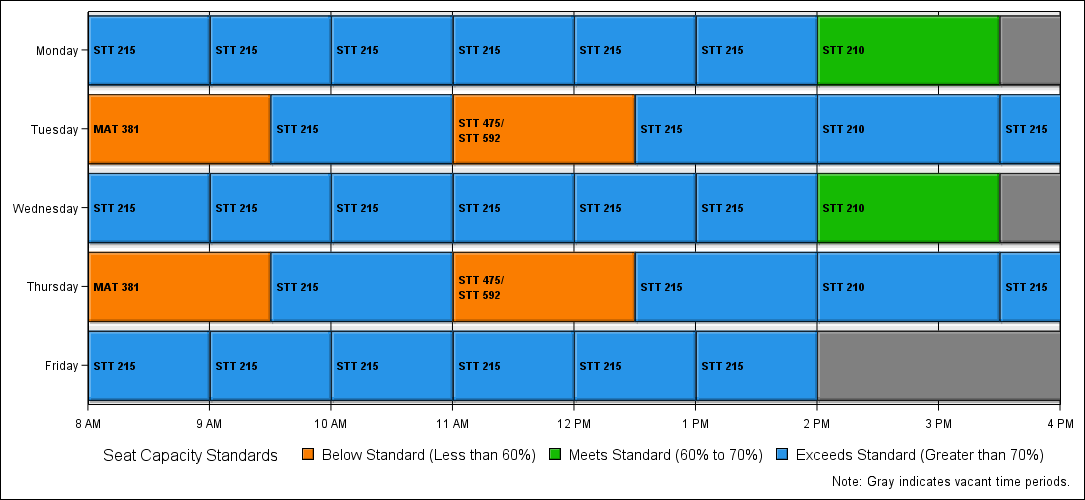 Monday
STT 215 STT 215 STT 215 STT 215 STT 215 STT 215 STT 210
Tuesday
MAT 381 STT 215 STT 475/
STT 592 STT 215 STT 210 STT 215
Wednesday
STT 215 STT 215 STT 215 STT 215 STT 215 STT 215 STT 210
Thursday
MAT 381 STT 215 STT 475/
STT 592 STT 215 STT 210 STT 215
Friday
STT 215 STT 215 STT 215 STT 215 STT 215 STT 215
8 AM 9 AM 10 AM 11 AM 12 PM 1 PM 2 PM 3 PM 4 PM
Seat Capacity Standards Below Standard (Less than 60%) Meets Standard (60% to 70%) Exceeds Standard (Greater than 70%)
Note: Gray indicates vacant time periods.